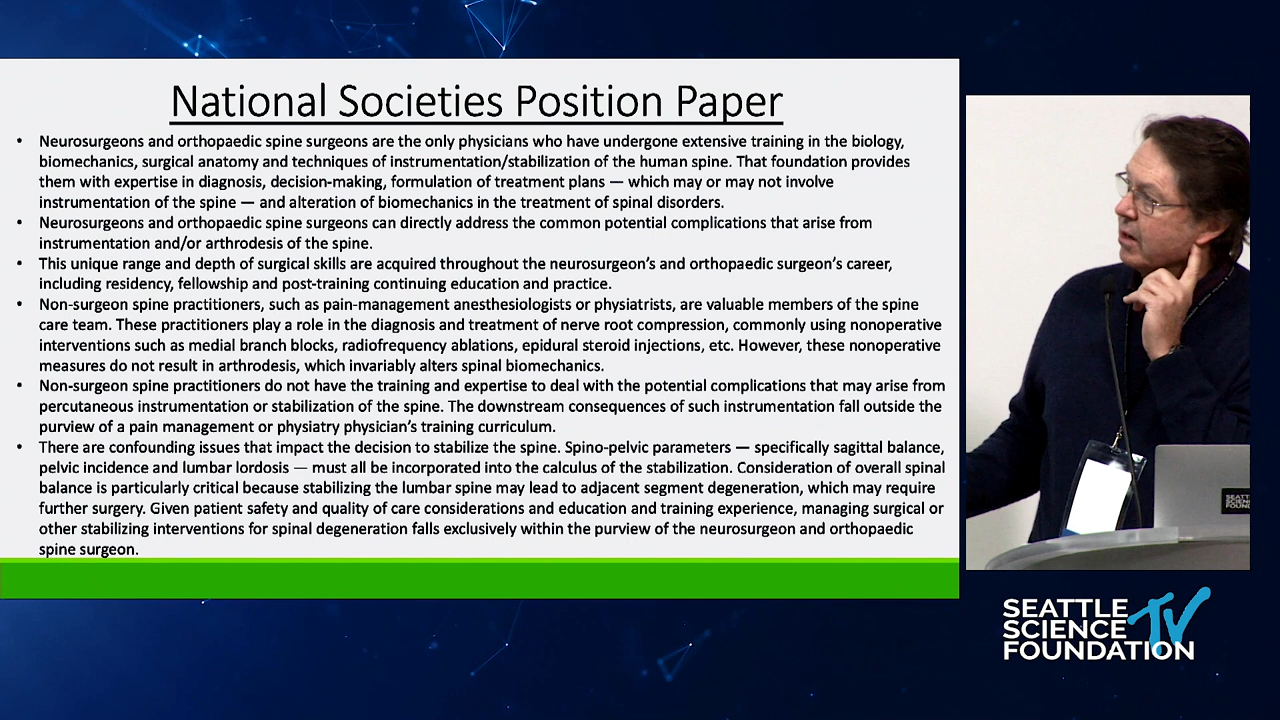 National Societies Position Paper
• Neurosurgeons and orthopaedic spine surgeons are the only physicians who have undergone extensive training in the biology,
biomechanics, surgical anatomy and techniques of instrumentation/stabilization of the human spine. That foundation provides
them with expertise in diagnosis, decision-making, formulation of treatment plans — which may or may not involve
instrumentation of the spine — and alteration of biomechanics in the treatment of spinal disorders.
• Neurosurgeons and orthopaedic spine surgeons can directly address the common potential complications that arise from
instrumentation and/or arthrodesis of the spine.
• This unique range and depth of surgical skills are acquired throughout the neurosurgeon’s and orthopaedic surgeon’s career,
including residency, fellowship and post-training continuing education and practice.
• Non-surgeon spine practitioners, such as pain-management anesthesiologists or physiatrists, are valuable members of the spine
care team. These practitioners play a role in the diagnosis and treatment of nerve root compression, commonly using nonoperative
interventions such as medial branch blocks, radiofrequency ablations, epidural steroid injections, etc. However, these nonoperative
measures do not result in arthrodesis, which invariably alters spinal biomechanics.
• Non-surgeon spine practitioners do not have the training and expertise to deal with the potential complications that may arise from
percutaneous instrumentation or stabilization of the spine. The downstream consequences of such instrumentation fall outside the
purview of a pain management or physiatry physician’s training curriculum.
• There are confounding issues that impact the decision to stabilize the spine. Spino-pelvic parameters — specifically sagittal balance,
pelvic incidence and lumbar lordosis — must all be incorporated into the calculus of the stabilization. Consideration of overall spinal
balance is particularly critical because stabilizing the lumbar spine may lead to adjacent segment degeneration, which may require
further surgery. Given patient safety and quality of care considerations and education and training experience, managing surgical or
other stabilizing interventions for spinal degeneration falls exclusively within the purview of the neurosurgeon and orthopaedic
spine surgeon.
SEATTLE
SCIENCE TV
FOUNDATION